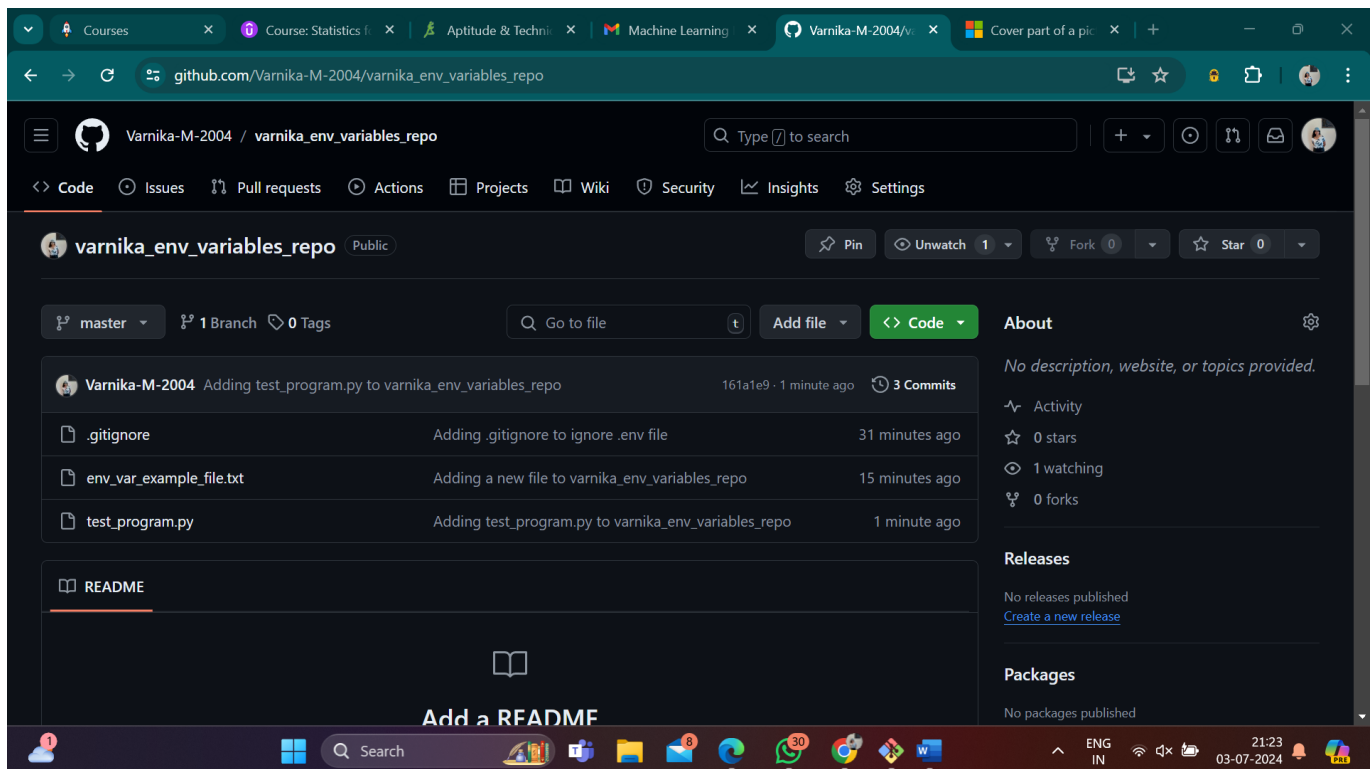 Courses
Course: Statistics fo
Aptitude & Techni
Machine Learning
Varnika-M-2004/va
Cover part of a pic
github.com/Varnika-M-2004/varnika_env_variables_repo
Varnika-M-2004 / varnika_env_variables_repo
Type / to search
Code Issues Pull requests Actions Projects Wiki Security Insights Settings
varnika_env_variables_repo Public
Pin Unwatch 1 Fork 0 Star 0
master 1 Branch 0 Tags
Go to file t Add file Code
Varnika-M-2004 Adding test_program.py to varnika_env_variables_repo 161a1e9 · 1 minute ago 3 Commits
.gitignore Adding .gitignore to ignore .env file 31 minutes ago
env_var_example_file.txt Adding a new file to varnika_env_variables_repo 15 minutes ago
test_program.py Adding test_program.py to varnika_env_variables_repo 1 minute ago
README
Add a README
About
No description, website, or topics provided.
Activity
0 stars
1 watching
0 forks
Releases
No releases published
Create a new release
Packages
No packages published
1
Search
8
30
ENG
IN
21:23
03-07-2024
PRE